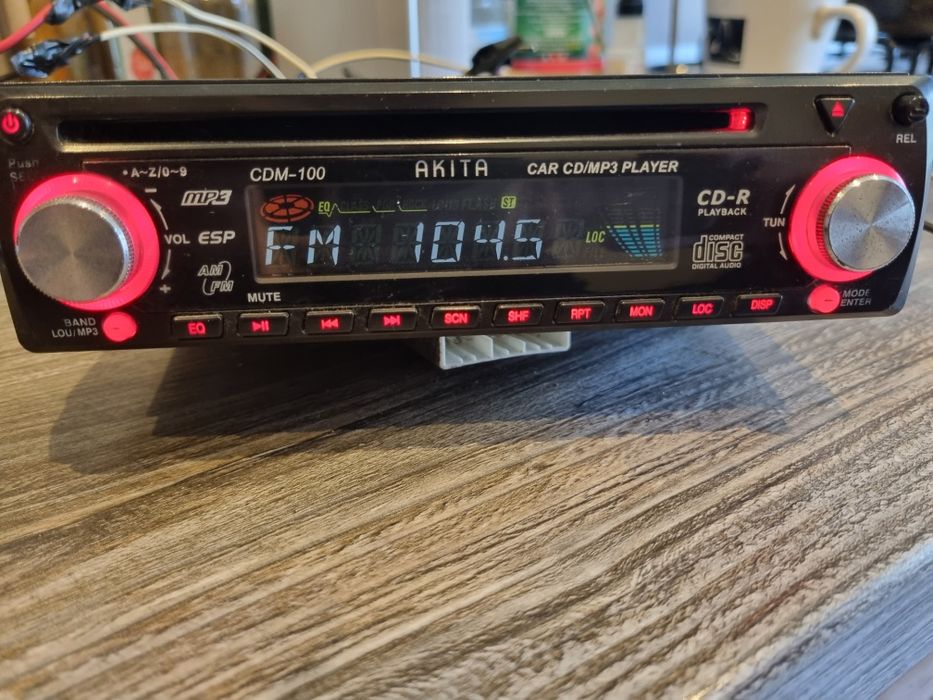 REL
Push
SEL
• A~Z/0~9
CDM-100
AKITA
CAR CD/MP3 PLAYER
MP3
EQ
ST
CD-R
PLAYBACK
VOL
ESP
FM 104.5
LOC
TUN
COMPACT
disc
DIGITAL AUDIO
AM
FM
MUTE
MODE
ENTER
BAND
LOU/MP3
EQ
SCN
SHF
RPT
MON
LOC
DISP